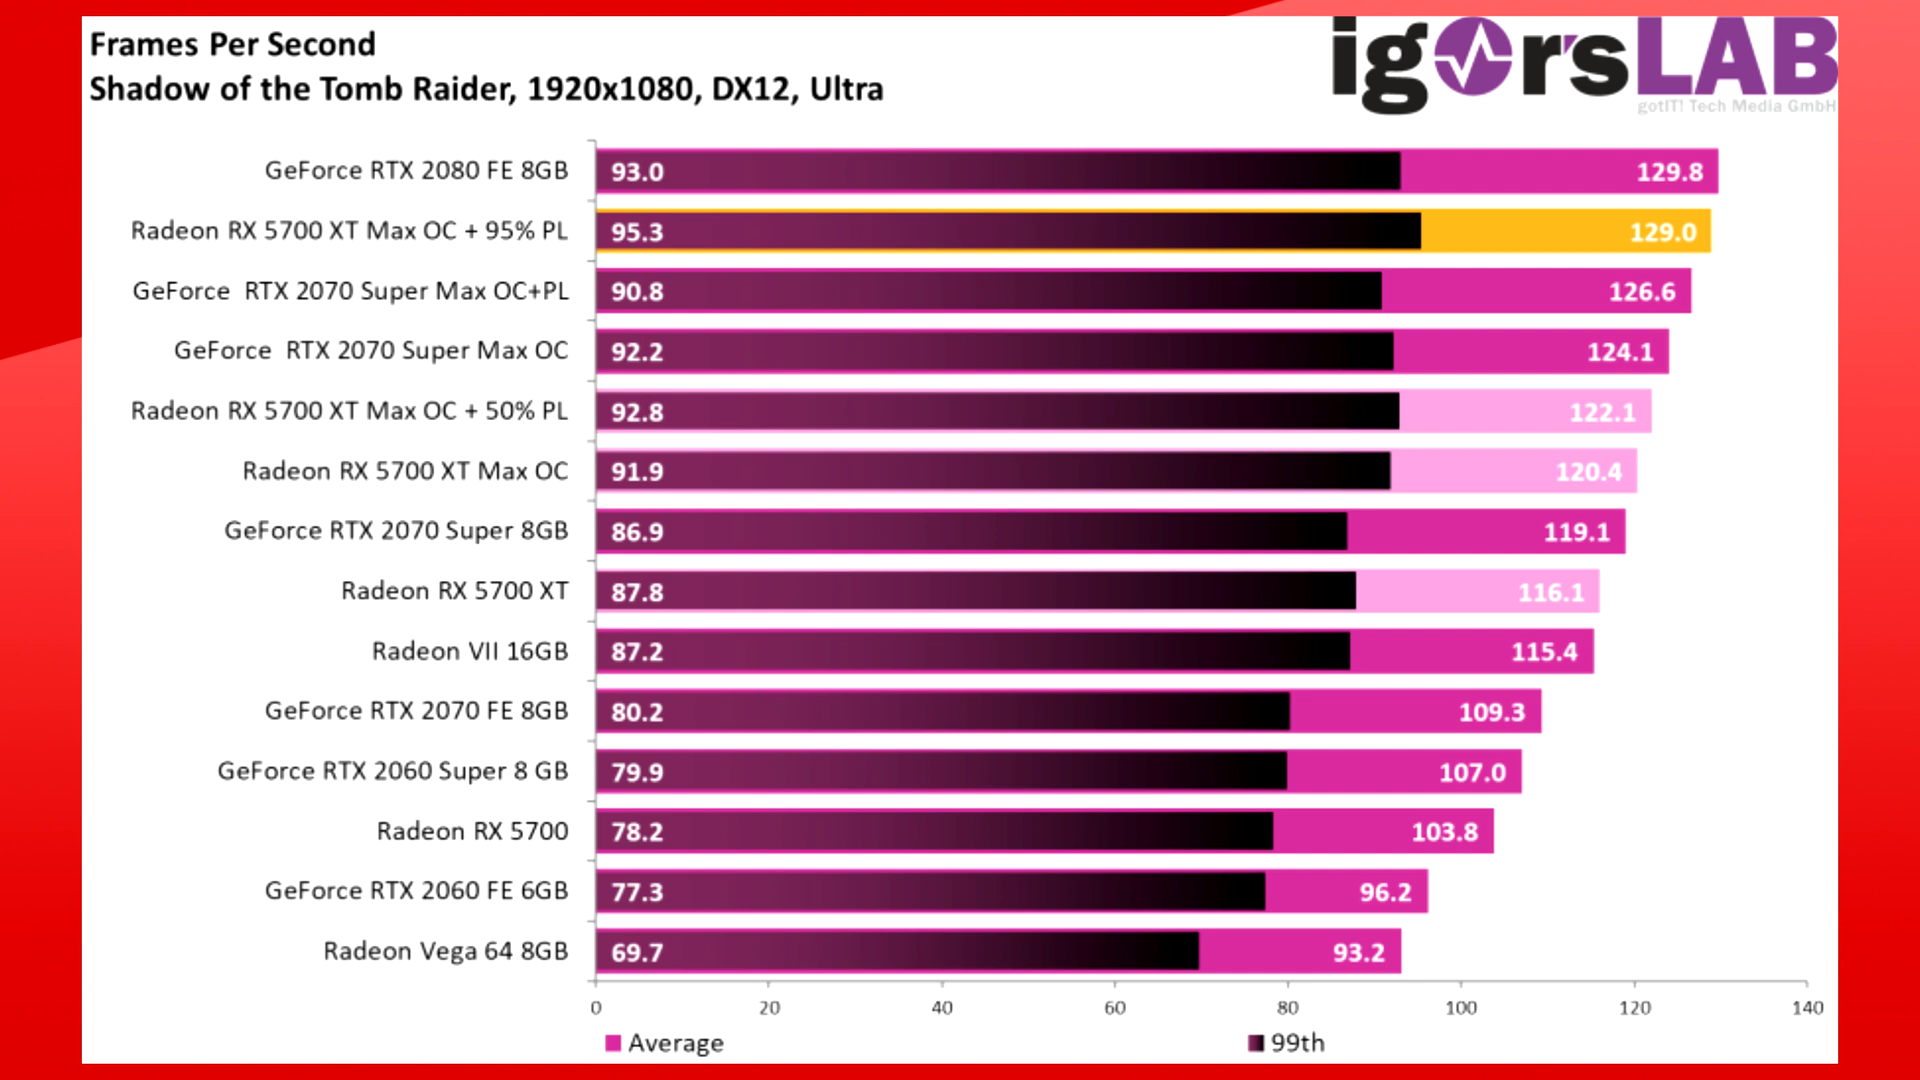 Frames Per Second
Shadow of the Tomb Raider, 1920x1080, DX12, Ultra
igor'sLAB
gotIT! Tech Media GmbH
GeForce RTX 2080 FE 8GB 93.0 129.8
Radeon RX 5700 XT Max OC + 95% PL 95.3 129.0
GeForce RTX 2070 Super Max OC+PL 90.8 126.6
GeForce RTX 2070 Super Max OC 92.2 124.1
Radeon RX 5700 XT Max OC + 50% PL 92.8 122.1
Radeon RX 5700 XT Max OC 91.9 120.4
GeForce RTX 2070 Super 8GB 86.9 119.1
Radeon RX 5700 XT 87.8 116.1
Radeon VII 16GB 87.2 115.4
GeForce RTX 2070 FE 8GB 80.2 109.3
GeForce RTX 2060 Super 8 GB 79.9 107.0
Radeon RX 5700 78.2 103.8
GeForce RTX 2060 FE 6GB 77.3 96.2
Radeon Vega 64 8GB 69.7 93.2
0 20 40 60 80 100 120 140
Average 99th